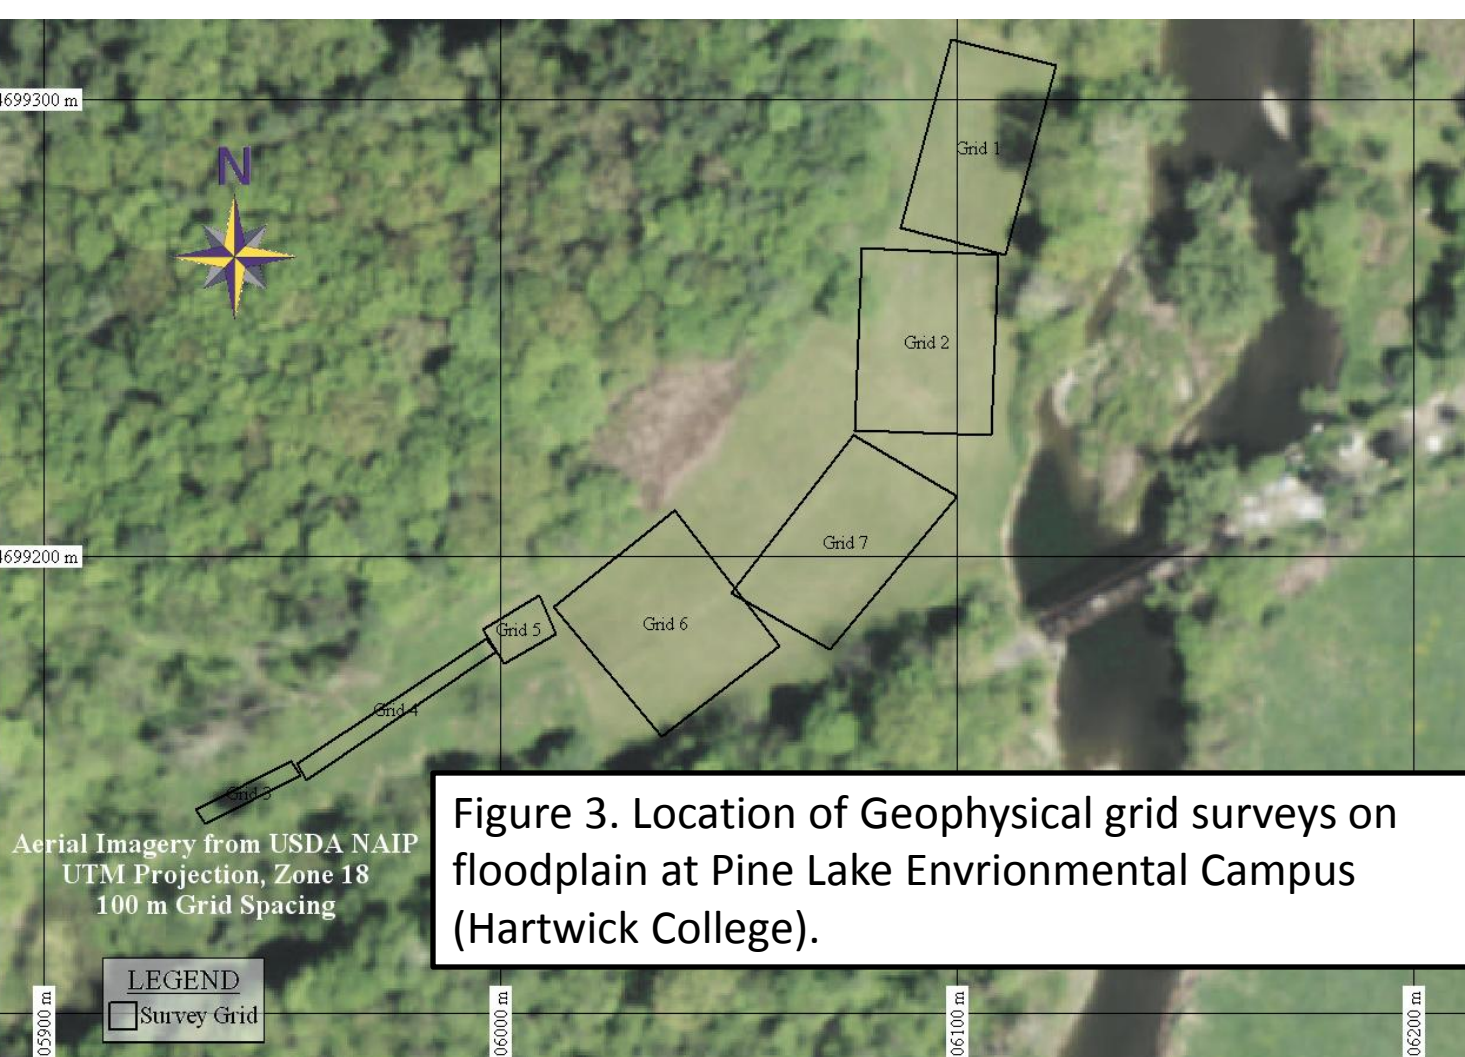 4699300 m
N
Grid 1
Grid 2
Grid 7
4699200 m
Grid 6
Grid 5
Grid 4
Grid 3
Aerial Imagery from USDA NAIP
UTM Projection, Zone 18
100 m Grid Spacing
Figure 3. Location of Geophysical grid surveys on
floodplain at Pine Lake Envrionmental Campus
(Hartwick College).
LEGEND
Survey Grid
05900 m
06000 m
06100 m
06200 m